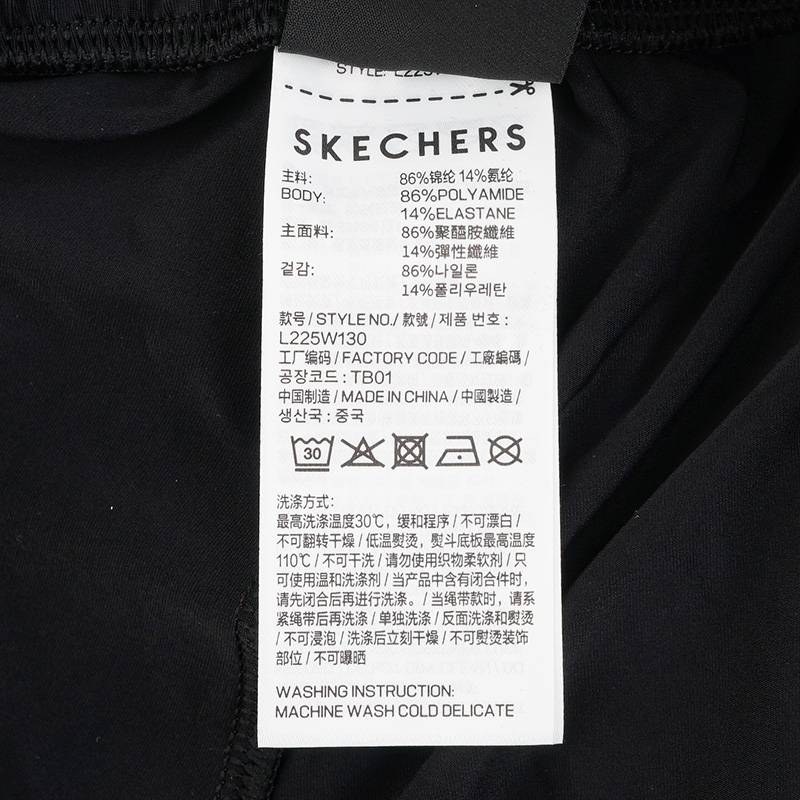 STYLE: L225
SKECHERS
主料: 86%锦纶 14%氨纶
BODY: 86%POLYAMIDE
14%ELASTANE
主面料: 86%聚醯胺纖維
14%彈性纖維
겉감: 86%나일론
14%폴리우레탄
款号 / STYLE NO./ 款號 / 제품 번호 :
L225W130
工厂编码 / FACTORY CODE / 工廠編碼 /
공장코드 : TB01
中国制造 / MADE IN CHINA / 中國製造 /
생산국 : 중국
30
洗涤方式:
最高洗涤温度30℃，缓和程序 / 不可漂白 /
不可翻转干燥 / 低温熨烫，熨斗底板最高温度
110℃ / 不可干洗 / 请勿使用织物柔软剂 / 只
可使用温和洗涤剂 / 当产品中含有闭合件时，
请先闭合后再进行洗涤。/ 当绳带款时，请系
紧绳带后再洗涤 / 单独洗涤 / 反面洗涤和熨烫
/ 不可浸泡 / 洗涤后立刻干燥 / 不可熨烫装饰
部位 / 不可曝晒
WASHING INSTRUCTION:
MACHINE WASH COLD DELICATE